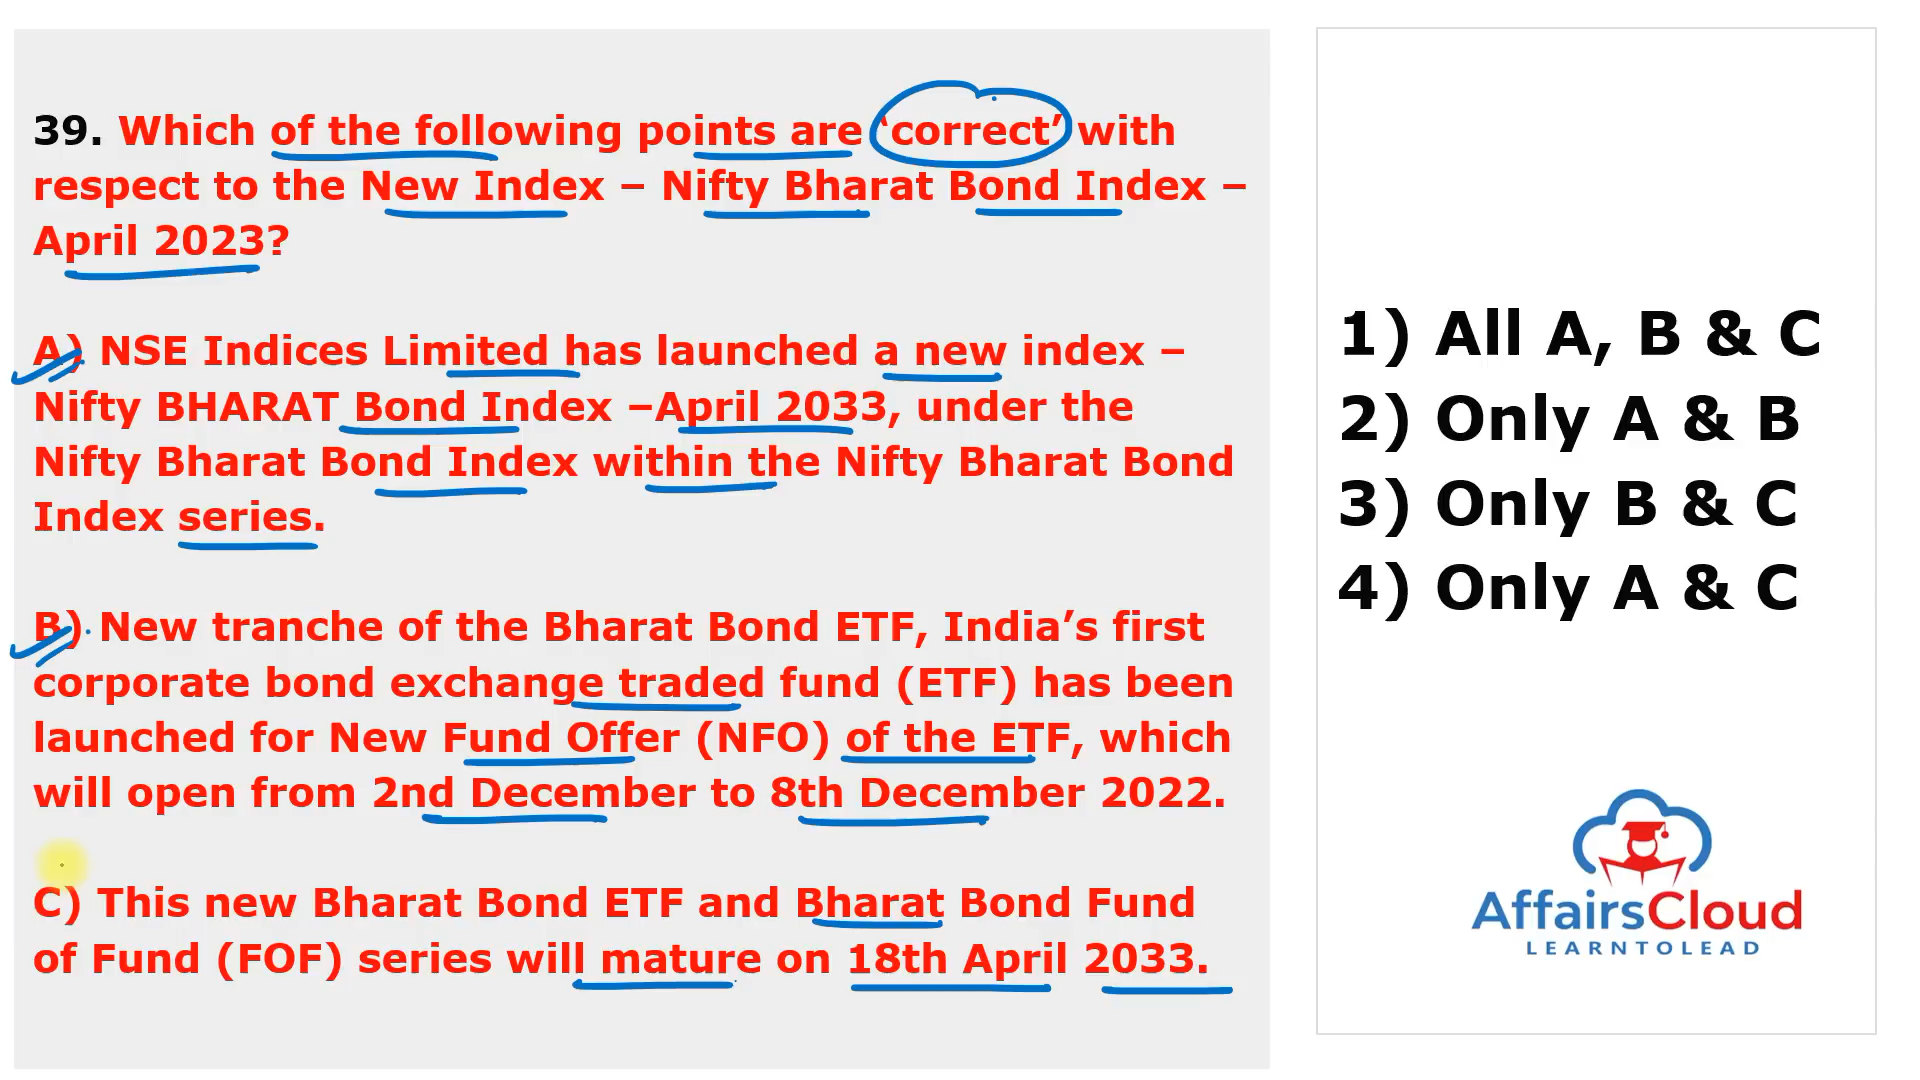 39. Which of the following points are ‘correct’ with
respect to the New Index – Nifty Bharat Bond Index –
April 2023?
A) NSE Indices Limited has launched a new index –
Nifty BHARAT Bond Index –April 2033, under the
Nifty Bharat Bond Index within the Nifty Bharat Bond
Index series.
B) New tranche of the Bharat Bond ETF, India’s first
corporate bond exchange traded fund (ETF) has been
launched for New Fund Offer (NFO) of the ETF, which
will open from 2nd December to 8th December 2022.
C) This new Bharat Bond ETF and Bharat Bond Fund
of Fund (FOF) series will mature on 18th April 2033.
1) All A, B & C
2) Only A & B
3) Only B & C
4) Only A & C
AffairsCloud
LEARNTOLEAD